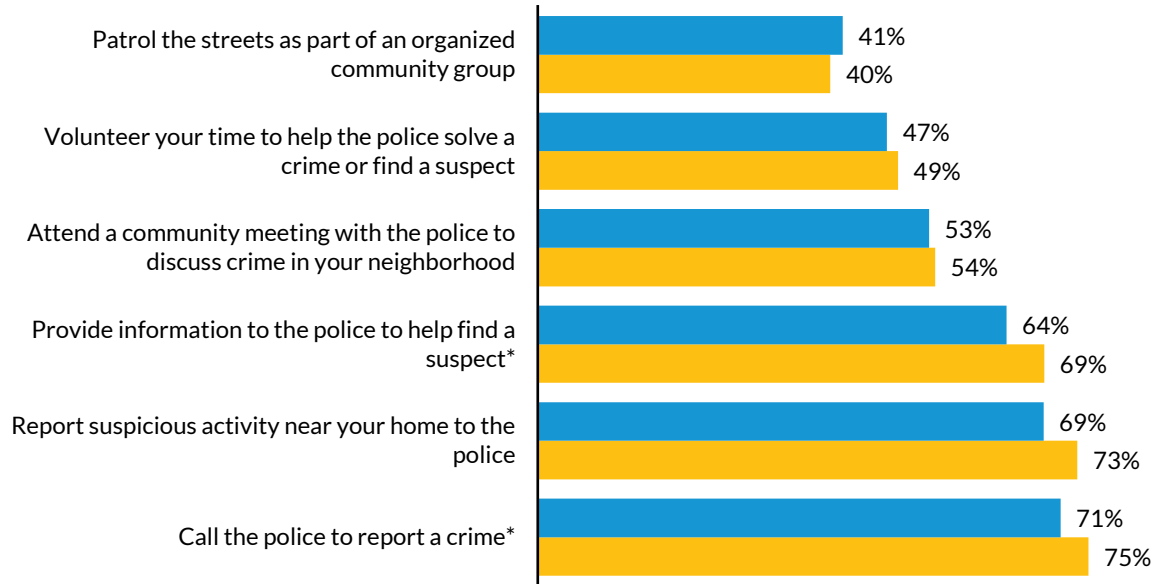 Patrol the streets as part of an organized
community group
41%
40%
Volunteer your time to help the police solve a
crime or find a suspect
47%
49%
Attend a community meeting with the police to
discuss crime in your neighborhood
53%
54%
Provide information to the police to help find a
suspect*
64%
69%
Report suspicious activity near your home to the
police
69%
73%
Call the police to report a crime*
71%
75%